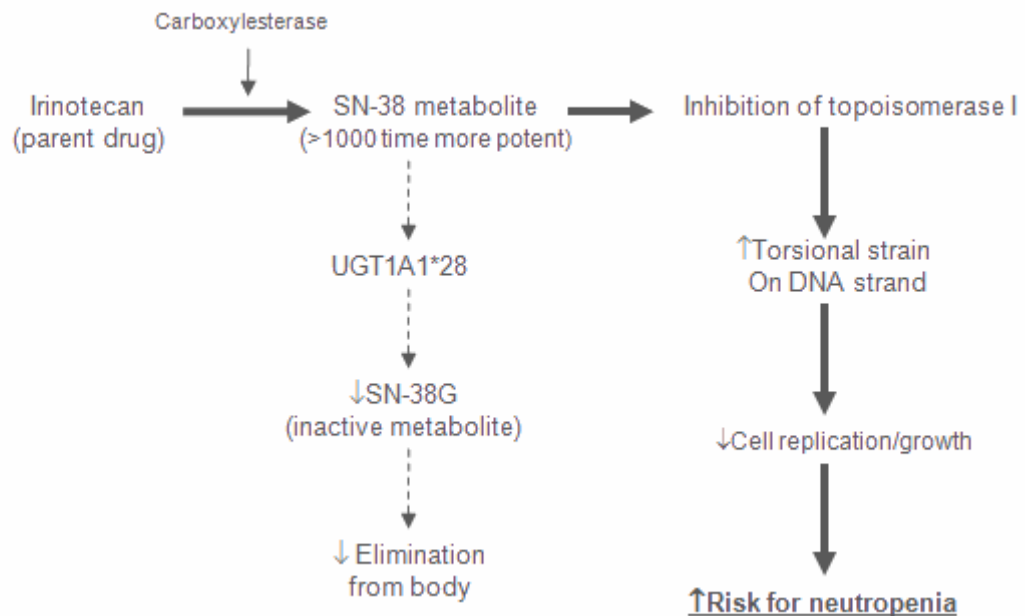 Carboxylesterase
Irinotecan
(parent drug)
SN-38 metabolite
(>1000 time more potent)
Inhibition of topoisomerase I
UGT1A1*28
↑Torsional strain
On DNA strand
↓SN-38G
(inactive metabolite)
↓Cell replication/growth
↓Elimination
from body
↑Risk for neutropenia